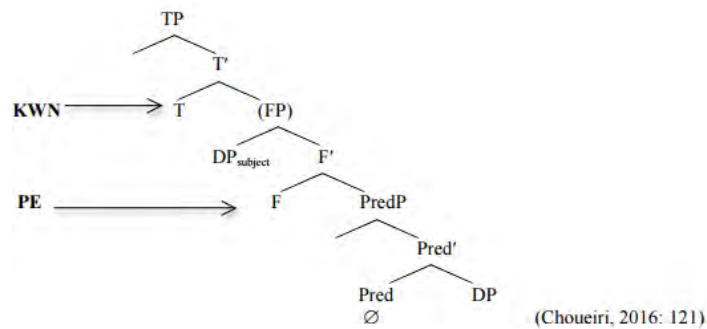 TP
T′
KWN T (FP)
DPsubject F′
PE F PredP
Pred′
Pred DP
∅ (Choueiri, 2016: 121)